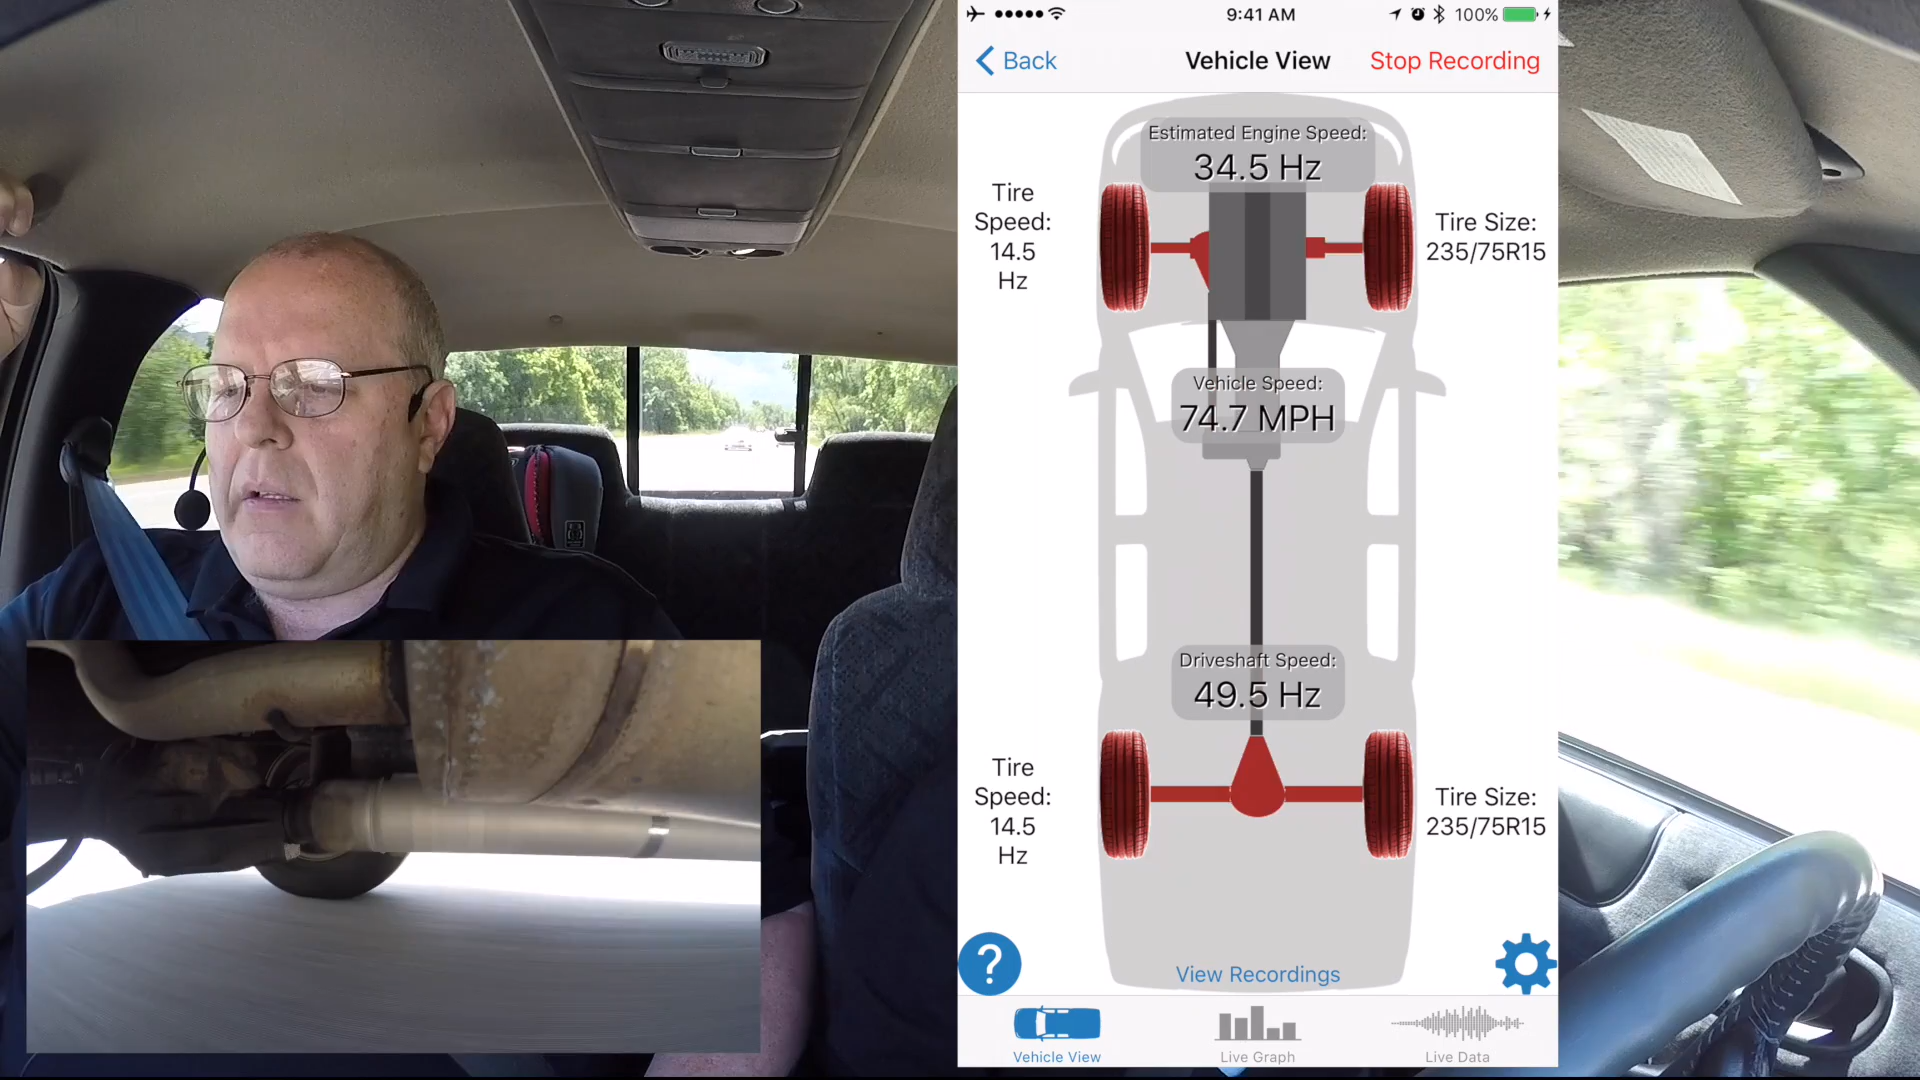 9:41 AM
100%
Back
Vehicle View
Stop Recording
Estimated Engine Speed:
34.5 Hz
Tire
Speed:
14.5
Hz
Tire Size:
235/75R15
Vehicle Speed:
74.7 MPH
Driveshaft Speed:
49.5 Hz
Tire
Speed:
14.5
Hz
Tire Size:
235/75R15
?
View Recordings
Vehicle View
Live Graph
Live Data